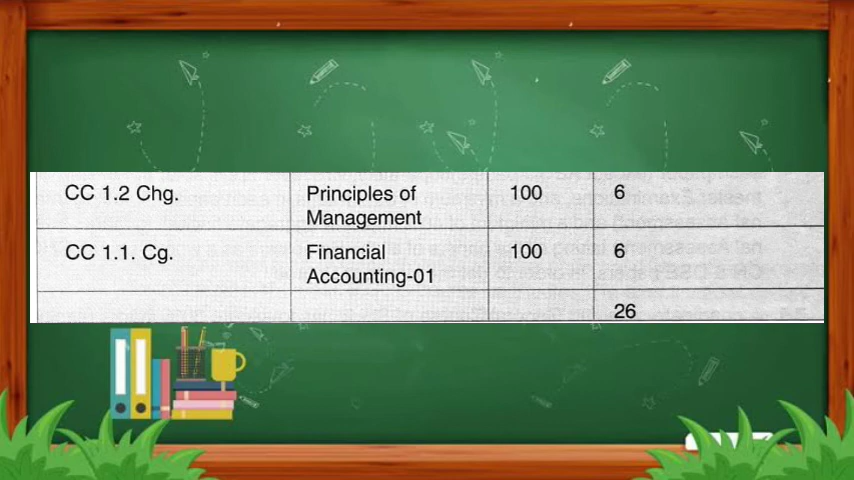 CC 1.2 Chg. Principles of 100 6
Management
CC 1.1. Cg. Financial 100 6
Accounting-01
26